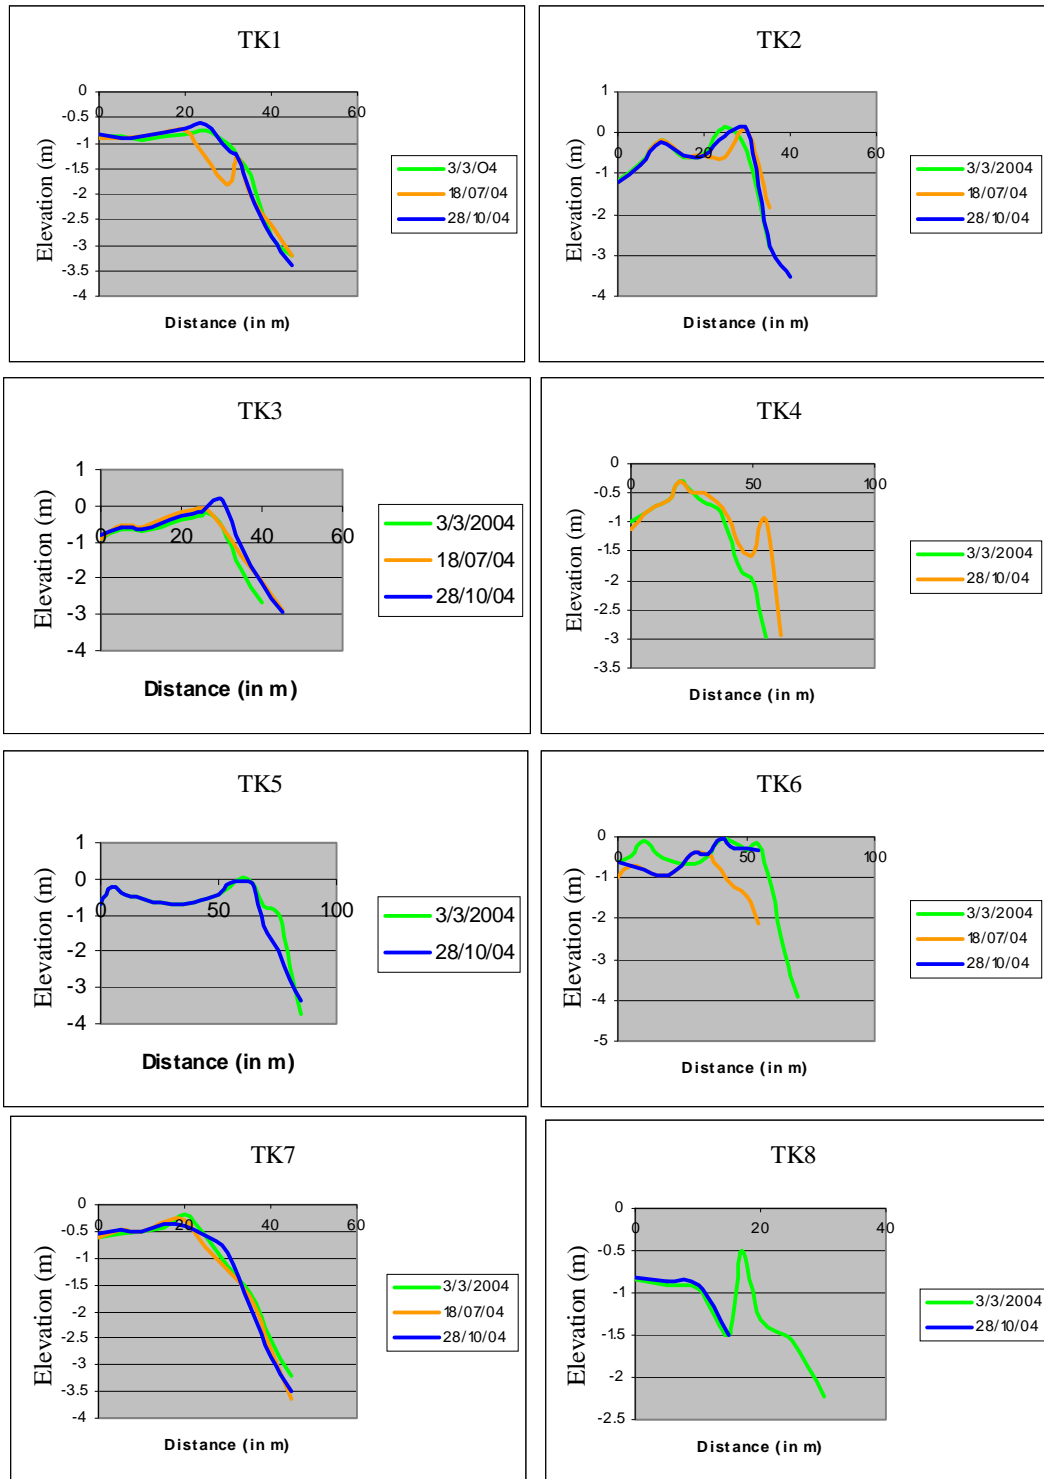 TK1
0
-0.5
-1
-1.5
-2
-2.5
-3
-3.5
-4
0 20 40 60
Elevation (m)
Distance (in m)
3/3/O4
18/07/04
28/10/04
TK2
1
0
-1
-2
-3
-4
0 20 40 60
Elevation (m)
Distance (in m)
3/3/2004
18/07/04
28/10/04
TK3
1
0
-1
-2
-3
-4
0 20 40 60
Elevation (m)
Distance (in m)
3/3/2004
18/07/04
28/10/04
TK4
0
-0.5
-1
-1.5
-2
-2.5
-3
-3.5
0 50 100
Elevation (m)
Distance (in m)
3/3/2004
28/10/04
TK5
1
0
-1
-2
-3
-4
0 50 100
Elevation (m)
Distance (in m)
3/3/2004
28/10/04
TK6
0
-1
-2
-3
-4
-5
0 50 100
Elevation (m)
Distance (in m)
3/3/2004
18/07/04
28/10/04
TK7
0
-0.5
-1
-1.5
-2
-2.5
-3
-3.5
-4
0 20 40 60
Elevation (m)
Distance (in m)
3/3/2004
18/07/04
28/10/04
TK8
0
-0.5
-1
-1.5
-2
-2.5
0 20 40
Elevation (m)
Distance (in m)
3/3/2004
28/10/04